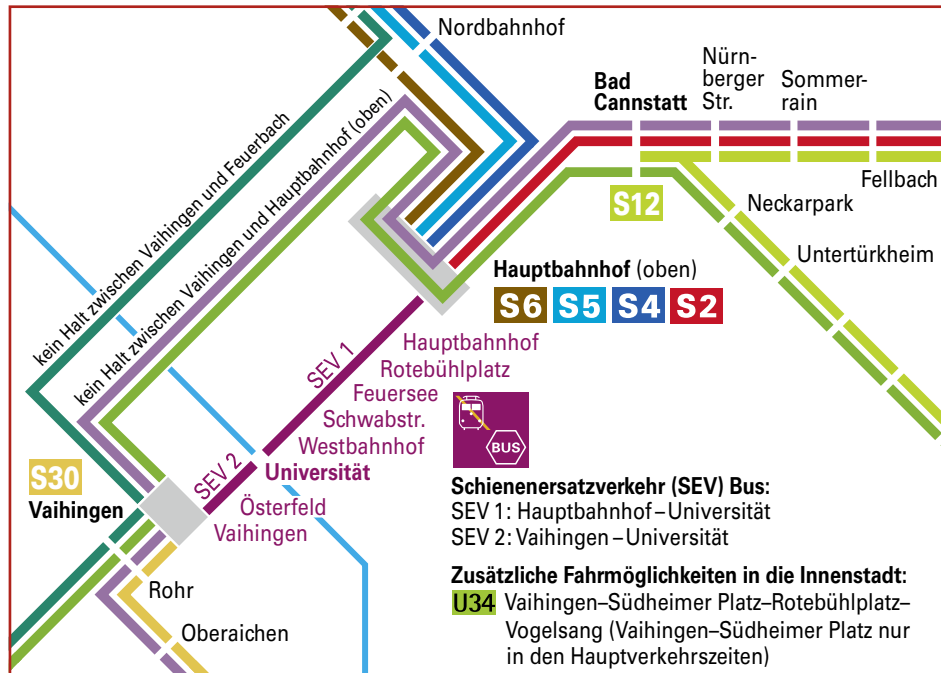 Nordbahnhof
Bad
Cannstatt
Nürn-
berger
Str.
Sommer-
rain
Fellbach
S12
Neckarpark
Untertürkheim
kein Halt zwischen Vaihingen und Feuerbach
kein Halt zwischen Vaihingen und Hauptbahnhof (oben)
Hauptbahnhof (oben)
S6 S5 S4 S2
SEV 1
Hauptbahnhof
Rotebühlplatz
Feuersee
Schwabstr.
Westbahnhof
Universität
SEV 2
Österfeld
Vaihingen
S30
Vaihingen
Rohr
Oberaichen
BUS
Schienenersatzverkehr (SEV) Bus:
SEV 1: Hauptbahnhof–Universität
SEV 2: Vaihingen–Universität
Zusätzliche Fahrmöglichkeiten in die Innenstadt:
U34 Vaihingen–Südheimer Platz–Rotebühlplatz–
Vogelsang (Vaihingen–Südheimer Platz nur
in den Hauptverkehrszeiten)